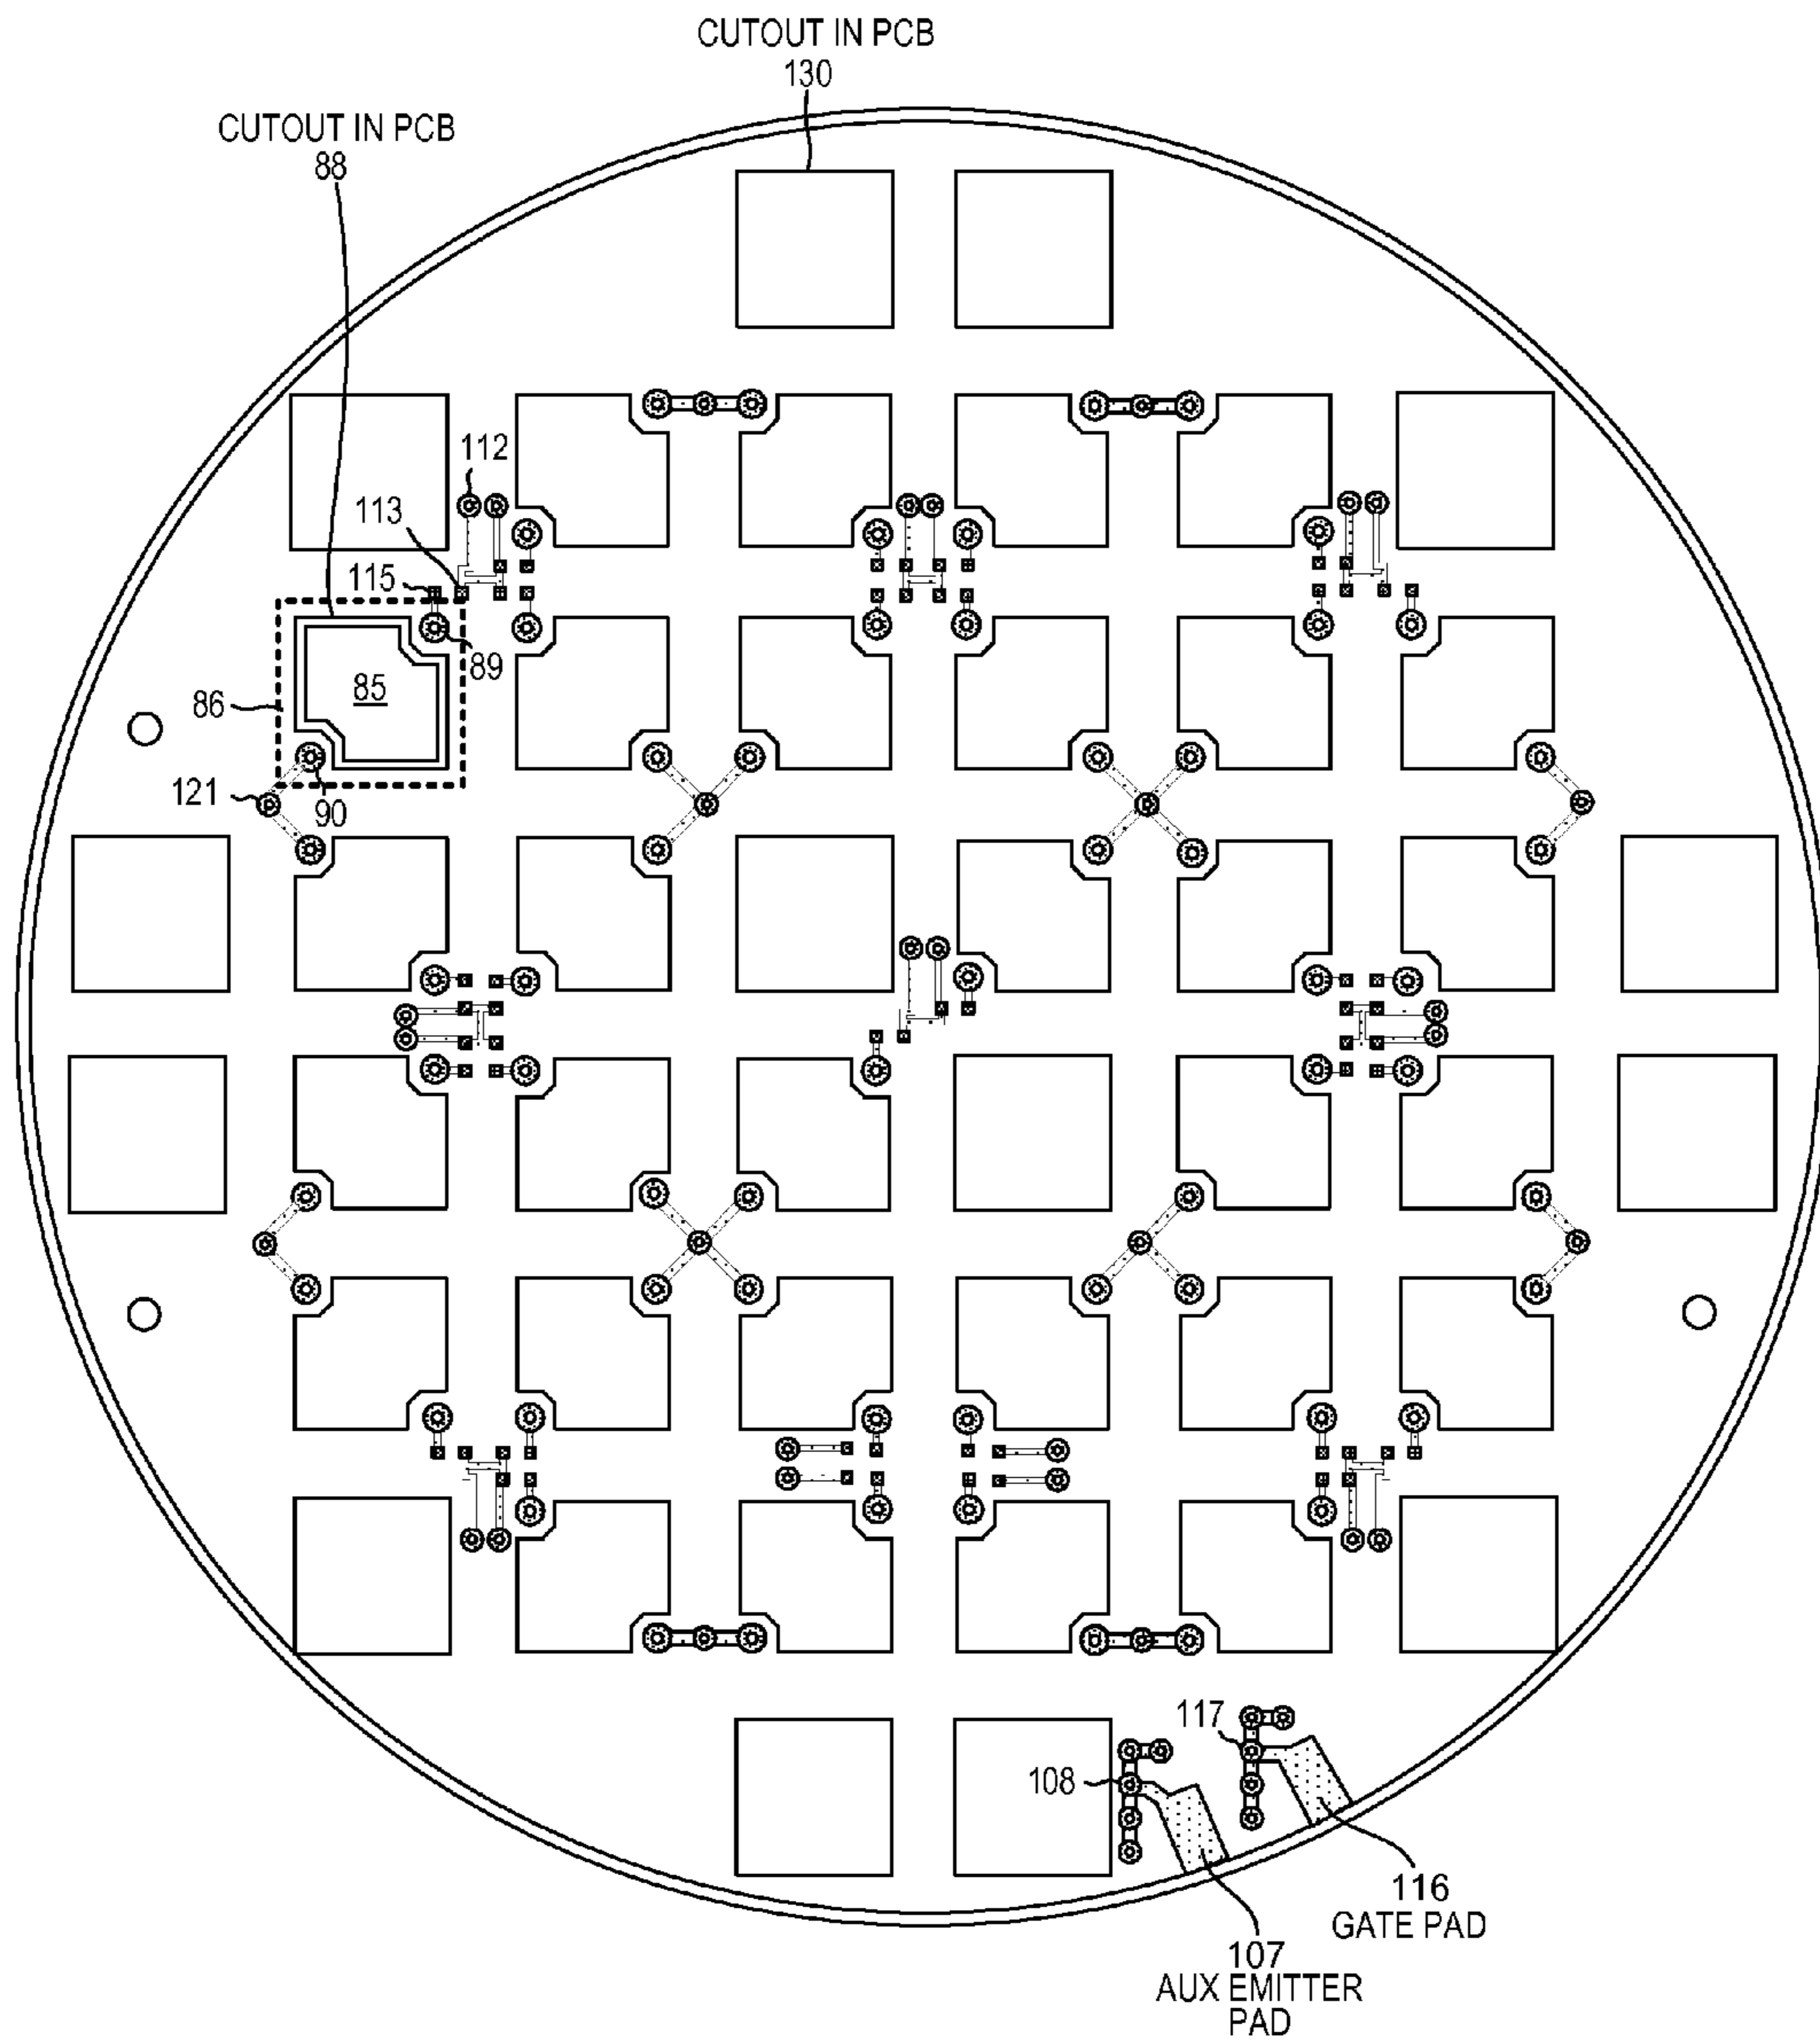 CUTOUT IN PCB
130
CUTOUT IN PCB
88
112
113
115
89
85
86
121
90
117
108
116
GATE PAD
107
AUX EMITTER
PAD